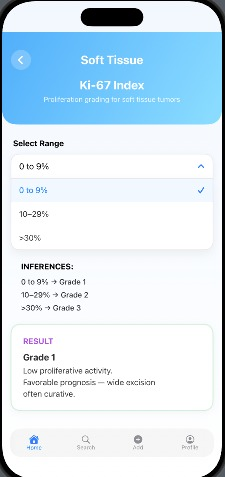 Soft Tissue
Ki-67 Index
Proliferation grading for soft tissue tumors
Select Range
0 to 9%
0 to 9%
10–29%
>30%
INFERENCES:
0 to 9% → Grade 1
10–29% → Grade 2
>30% → Grade 3
RESULT
Grade 1
Low proliferative activity.
Favorable prognosis — wide excision
often curative.
Home Search Add Profile